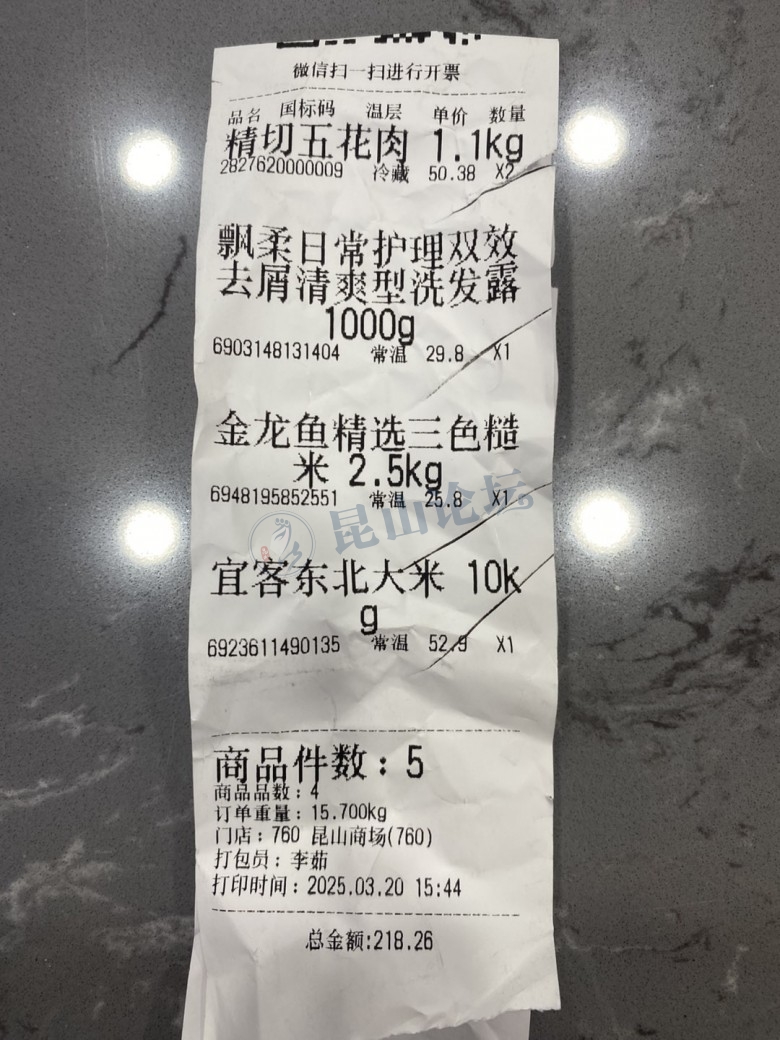 微信扫一扫进行开票
品名 国标码 温层 单价 数量
精切五花肉 1.1kg
2827620000009 冷藏 50.38 X2
飘柔日常护理双效
去屑清爽型洗发露
1000g
6903148131404 常温 29.8 X1
金龙鱼精选三色糙
米 2.5kg
6948195852551 常温 25.8 X1
昆山论坛
宜客东北大米 10k
g
6923611490135 常温 52.9 X1
商品件数：5
商品品数：4
订单重量：15.700kg
门店：760 昆山商场(760)
打包员：李茹
打印时间：2025.03.20 15:44
总金额:218.26